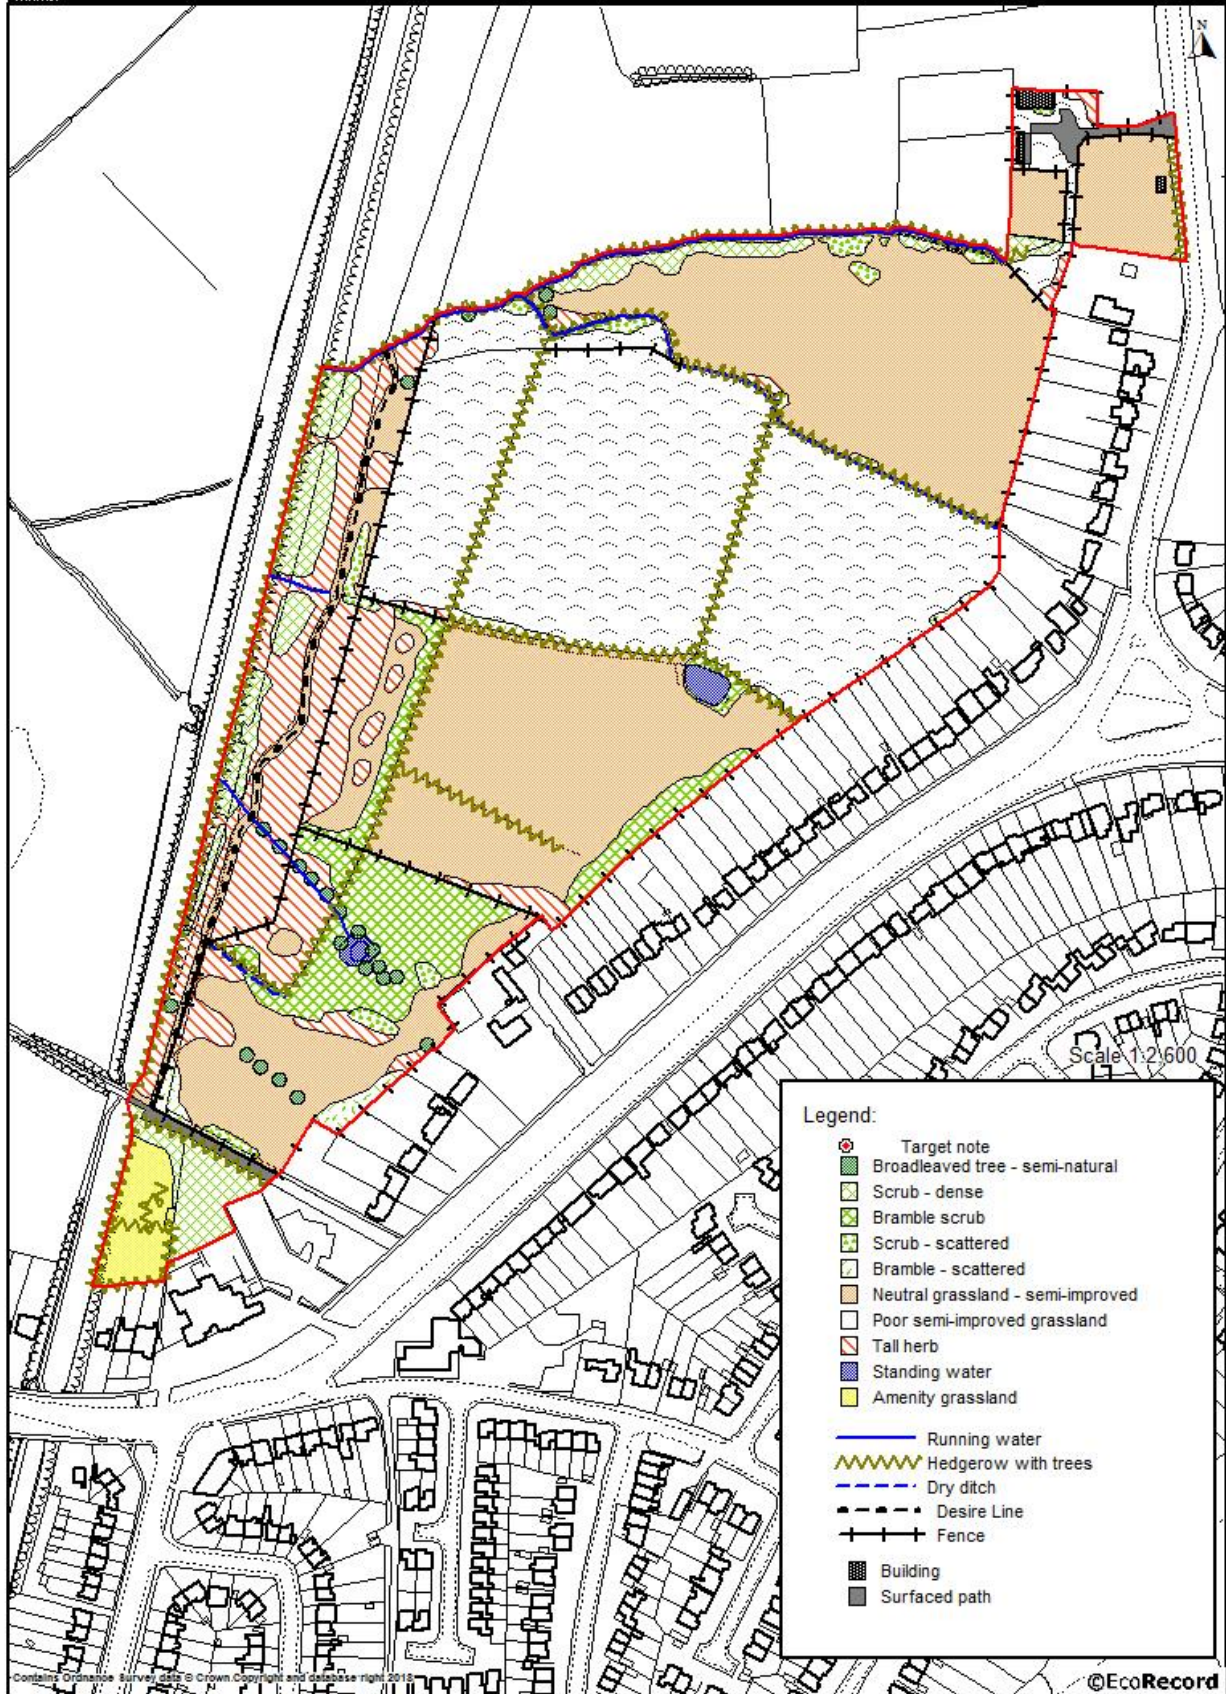 N
Scale 1:2,600
Legend:
Target note
Broadleaved tree - semi-natural
Scrub - dense
Bramble scrub
Scrub - scattered
Bramble - scattered
Neutral grassland - semi-improved
Poor semi-improved grassland
Tall herb
Standing water
Amenity grassland
Running water
Hedgerow with trees
Dry ditch
Desire Line
Fence
Building
Surfaced path
Contains Ordnance Survey data © Crown Copyright and database right 2018
©EcoRecord